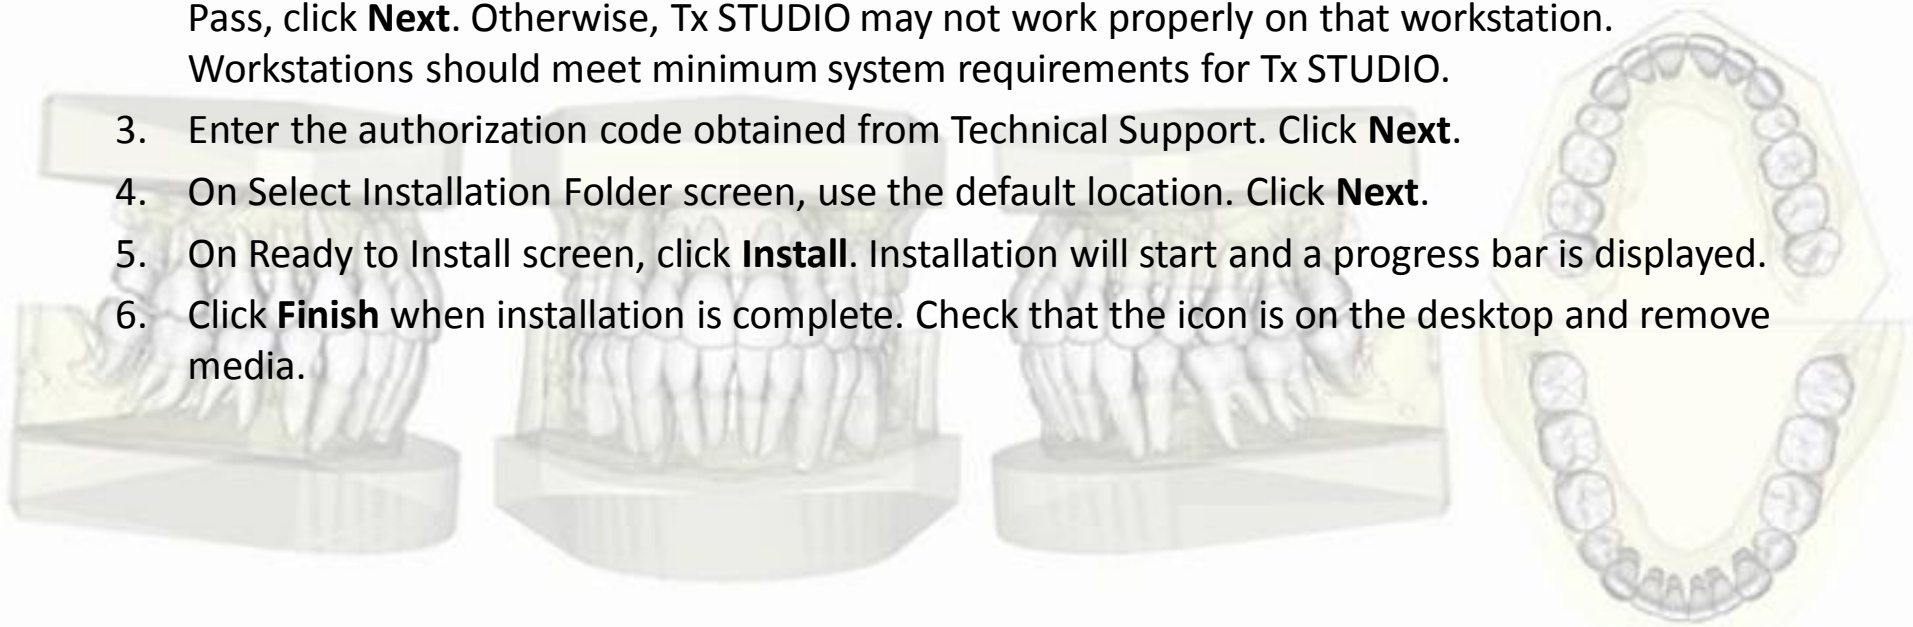 Pass, click Next. Otherwise, Tx STUDIO may not work properly on that workstation.
Workstations should meet minimum system requirements for Tx STUDIO.
3. Enter the authorization code obtained from Technical Support. Click Next.
4. On Select Installation Folder screen, use the default location. Click Next.
5. On Ready to Install screen, click Install. Installation will start and a progress bar is displayed.
6. Click Finish when installation is complete. Check that the icon is on the desktop and remove
media.